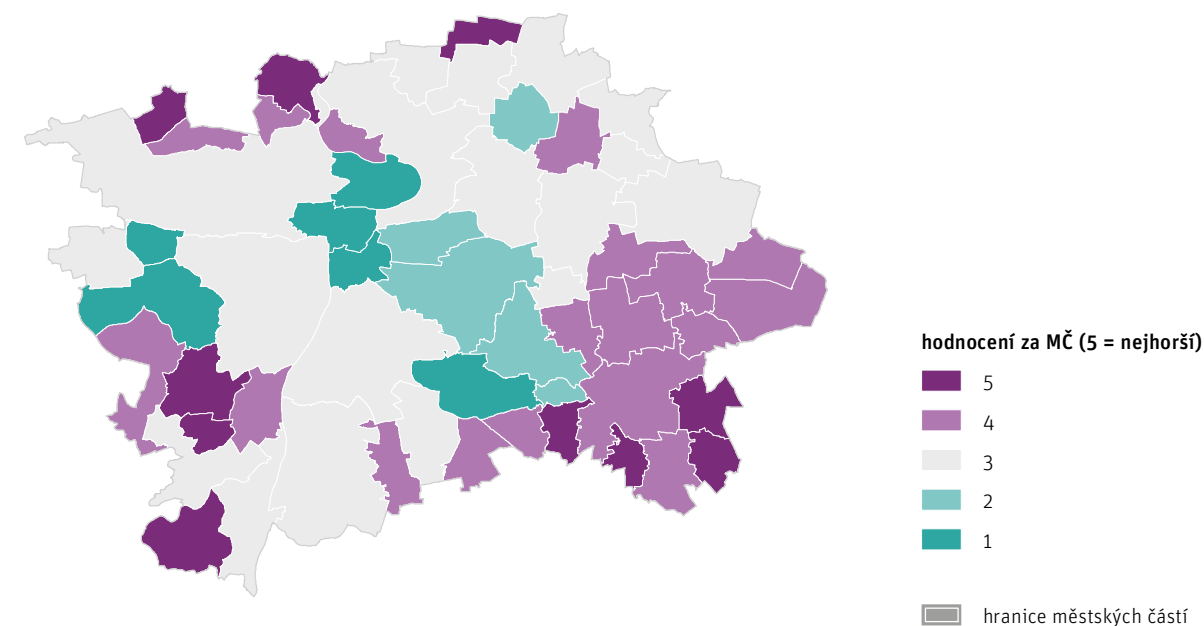 hodnocení za MČ (5 = nejhorší)
5
4
3
2
1
hranice městských částí